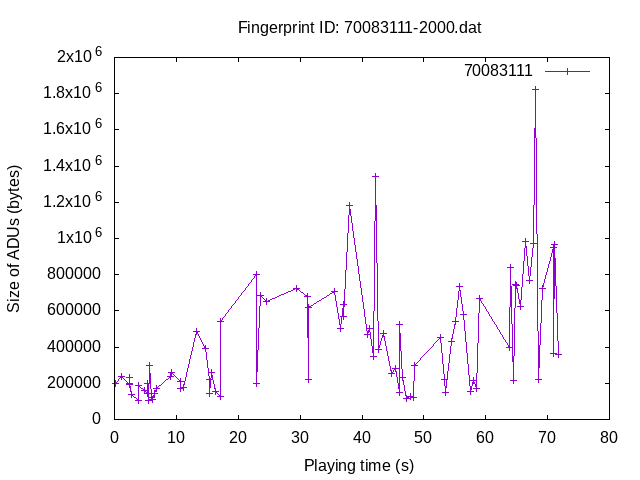 Fingerprint ID: 70083111-2000.dat
70083111
2x10^6
1.8x10^6
1.6x10^6
1.4x10^6
1.2x10^6
1x10^6
800000
600000
400000
200000
0
Size of ADUs (bytes)
0 10 20 30 40 50 60 70 80
Playing time (s)